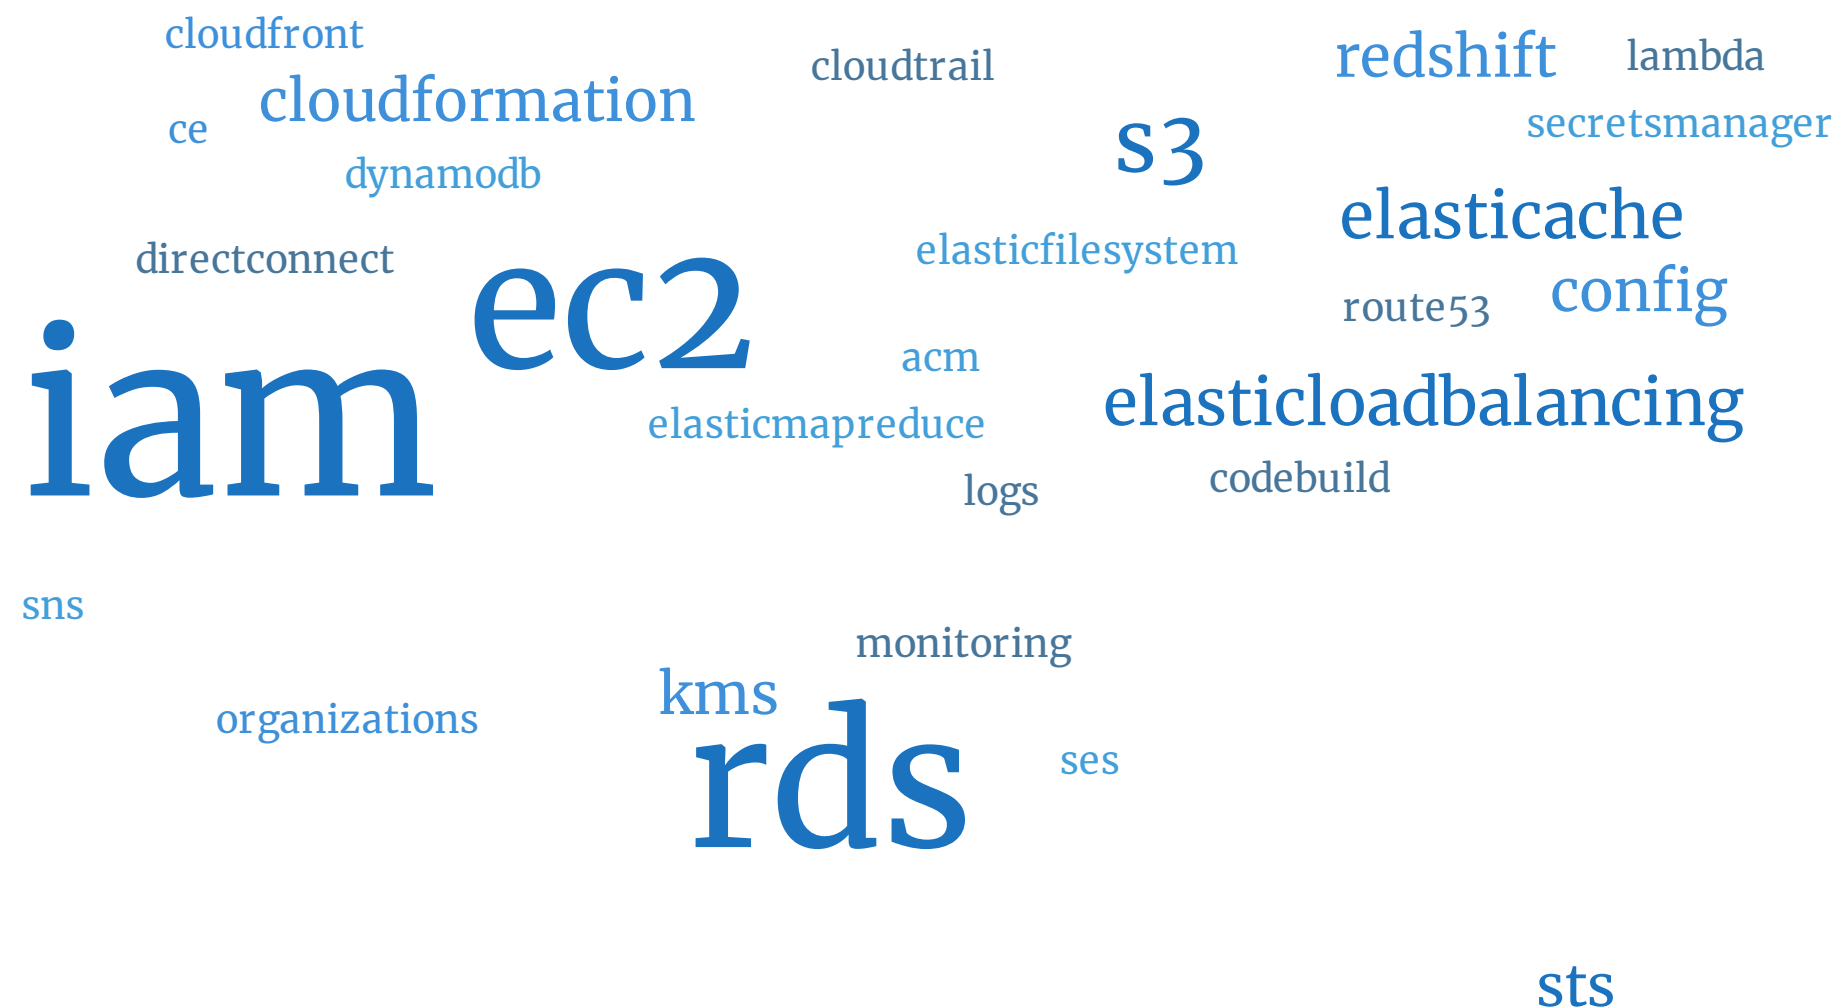 cloudfront
cloudformation
cloudtrail
redshift
lambda
ce
s3
secretsmanager
dynamodb
elasticache
directconnect
ec2
elasticfilesystem
config
route53
iam
acm
elasticloadbalancing
elasticmapreduce
logs
codebuild
sns
monitoring
kms
organizations
rds
ses
sts